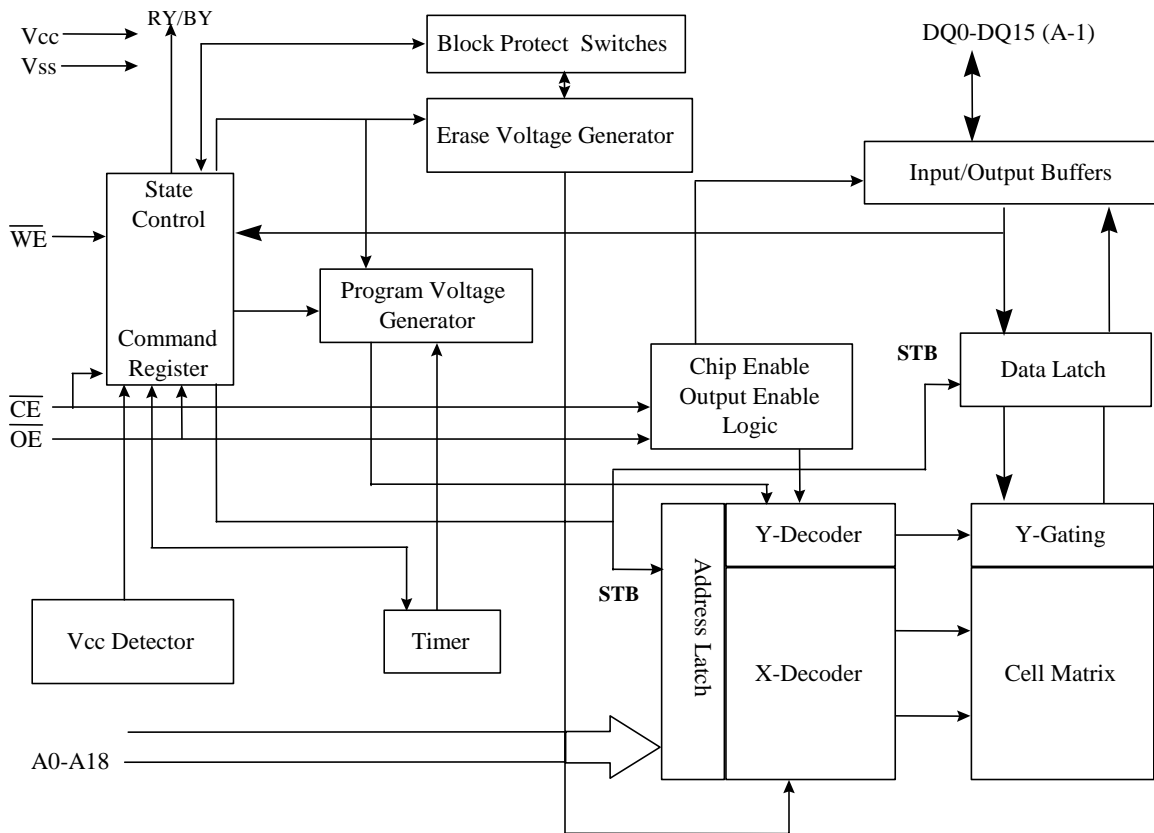 RY/BY
Vcc
Vss
Block Protect Switches
DQ0-DQ15 (A-1)
Erase Voltage Generator
Input/Output Buffers
State
Control
WE
Program Voltage
Generator
Command
Register
STB
Chip Enable
Output Enable
Logic
Data Latch
CE
OE
Y-Decoder
Y-Gating
STB
Address Latch
Vcc Detector
Timer
X-Decoder
Cell Matrix
A0-A18